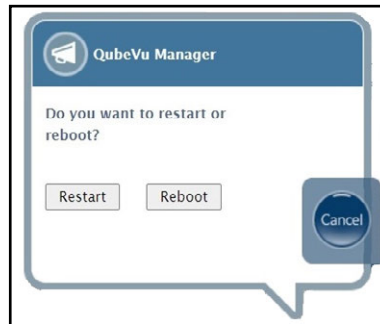 QubeVu Manager
Do you want to restart or
reboot?
Restart Reboot
Cancel